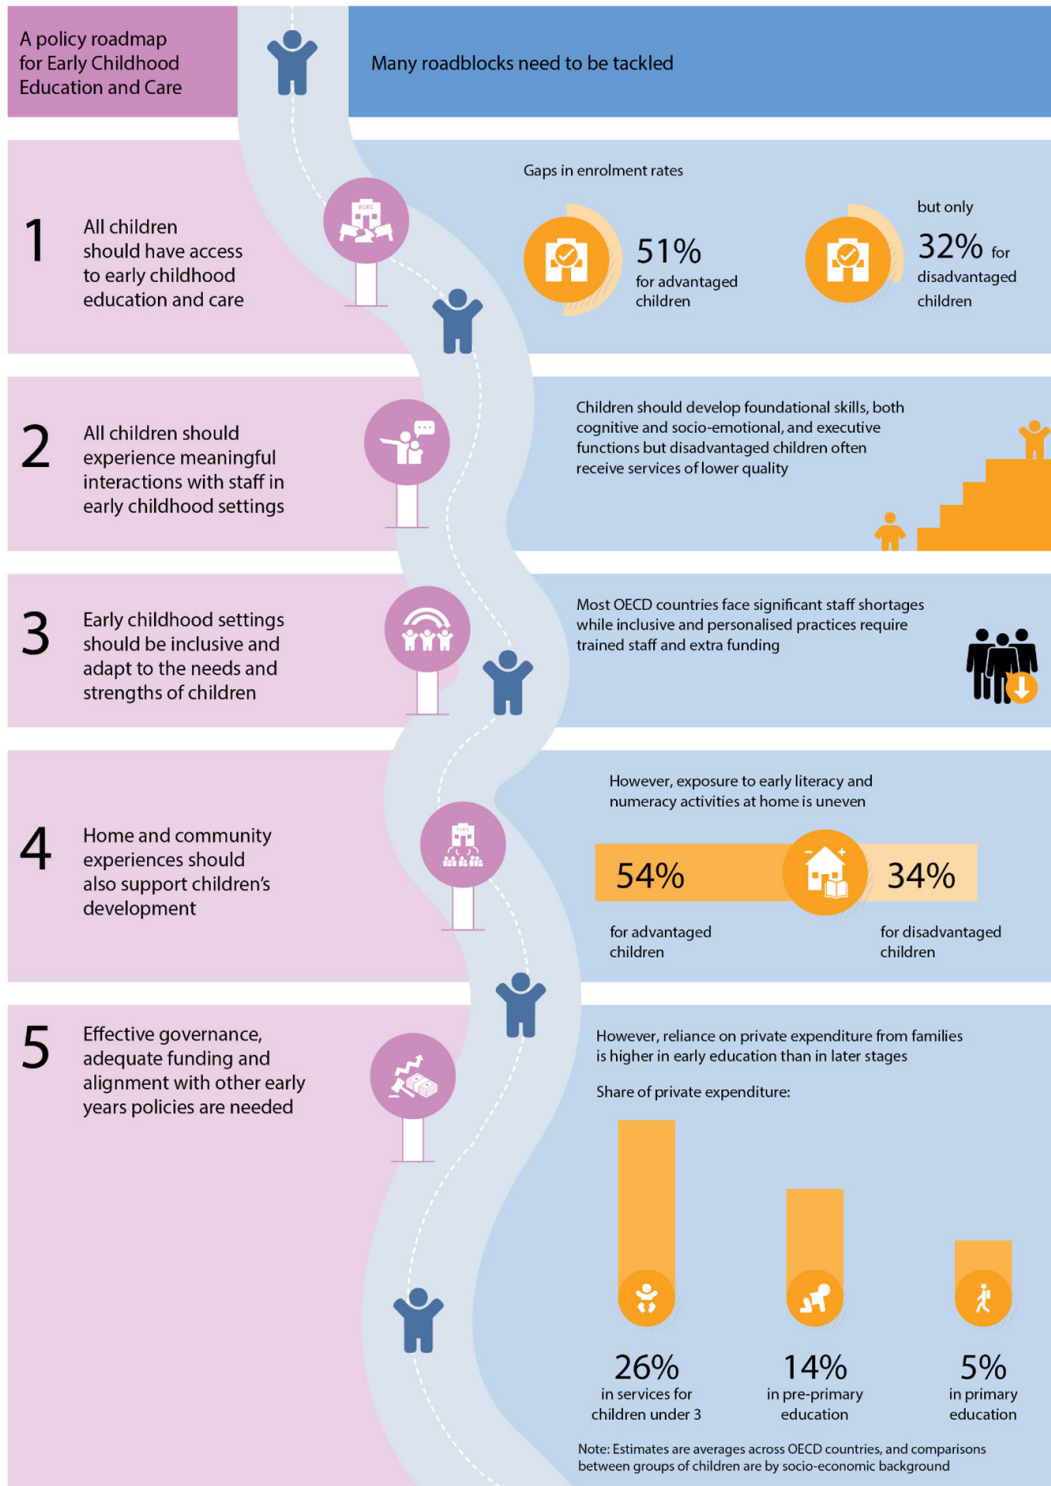 A policy roadmap
for Early Childhood
Education and Care
Many roadblocks need to be tackled
1
All children
should have access
to early childhood
education and care
ECEC
Gaps in enrolment rates
51%
for advantaged
children
but only
32% for
disadvantaged
children
2
All children should
experience meaningful
interactions with staff in
early childhood settings
Children should develop foundational skills, both
cognitive and socio-emotional, and executive
functions but disadvantaged children often
receive services of lower quality
3
Early childhood settings
should be inclusive and
adapt to the needs and
strengths of children
Most OECD countries face significant staff shortages
while inclusive and personalised practices require
trained staff and extra funding
4
Home and community
experiences should
also support children’s
development
ECEC
However, exposure to early literacy and
numeracy activities at home is uneven
54%
for advantaged
children
34%
for disadvantaged
children
5
Effective governance,
adequate funding and
alignment with other early
years policies are needed
However, reliance on private expenditure from families
is higher in early education than in later stages
Share of private expenditure:
26%
in services for
children under 3
14%
in pre-primary
education
5%
in primary
education
Note: Estimates are averages across OECD countries, and comparisons
between groups of children are by socio-economic background